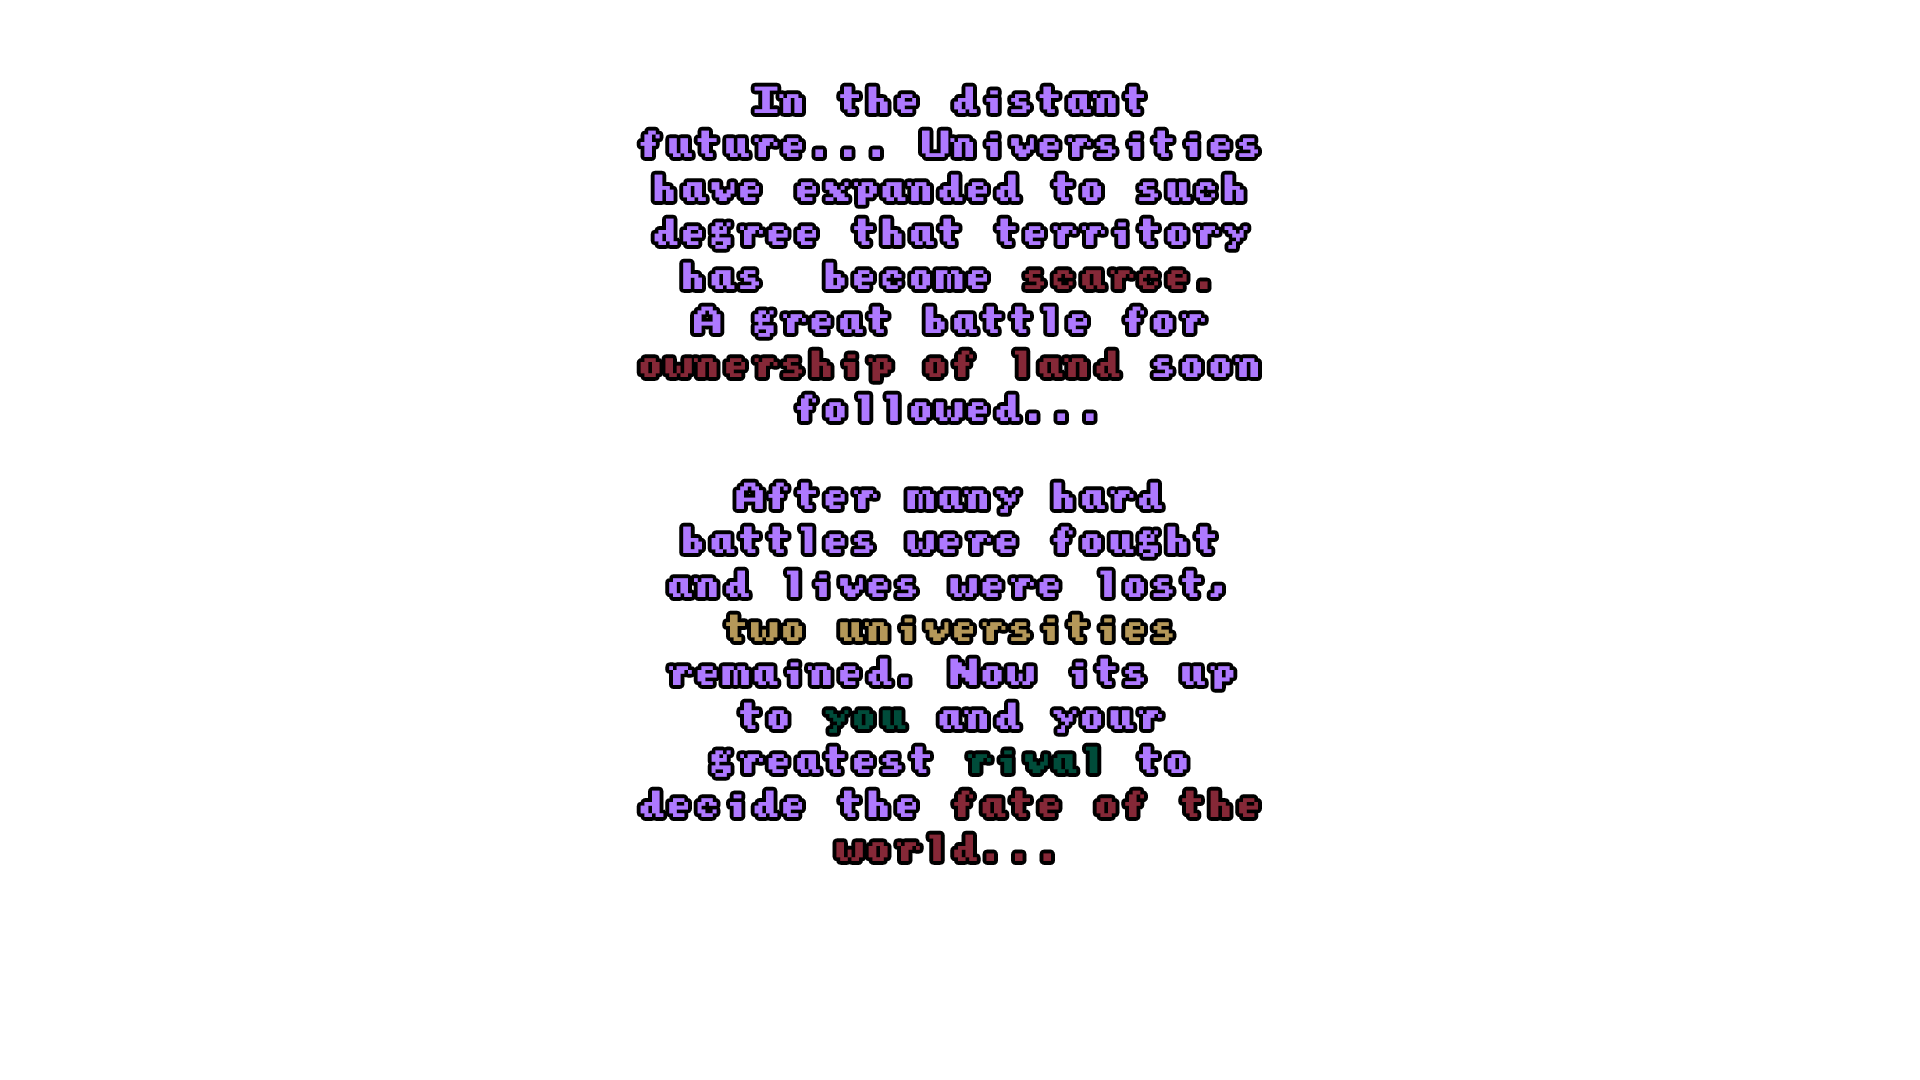 In the distant
future... Universities
have expanded to such
degree that territory
has  become scarce.
A great battle for
ownership of land soon
followed...
After many hard
battles were fought
and lives were lost,
two universities
remained. Now its up
to you and your
greatest rival to
decide the fate of the
world...